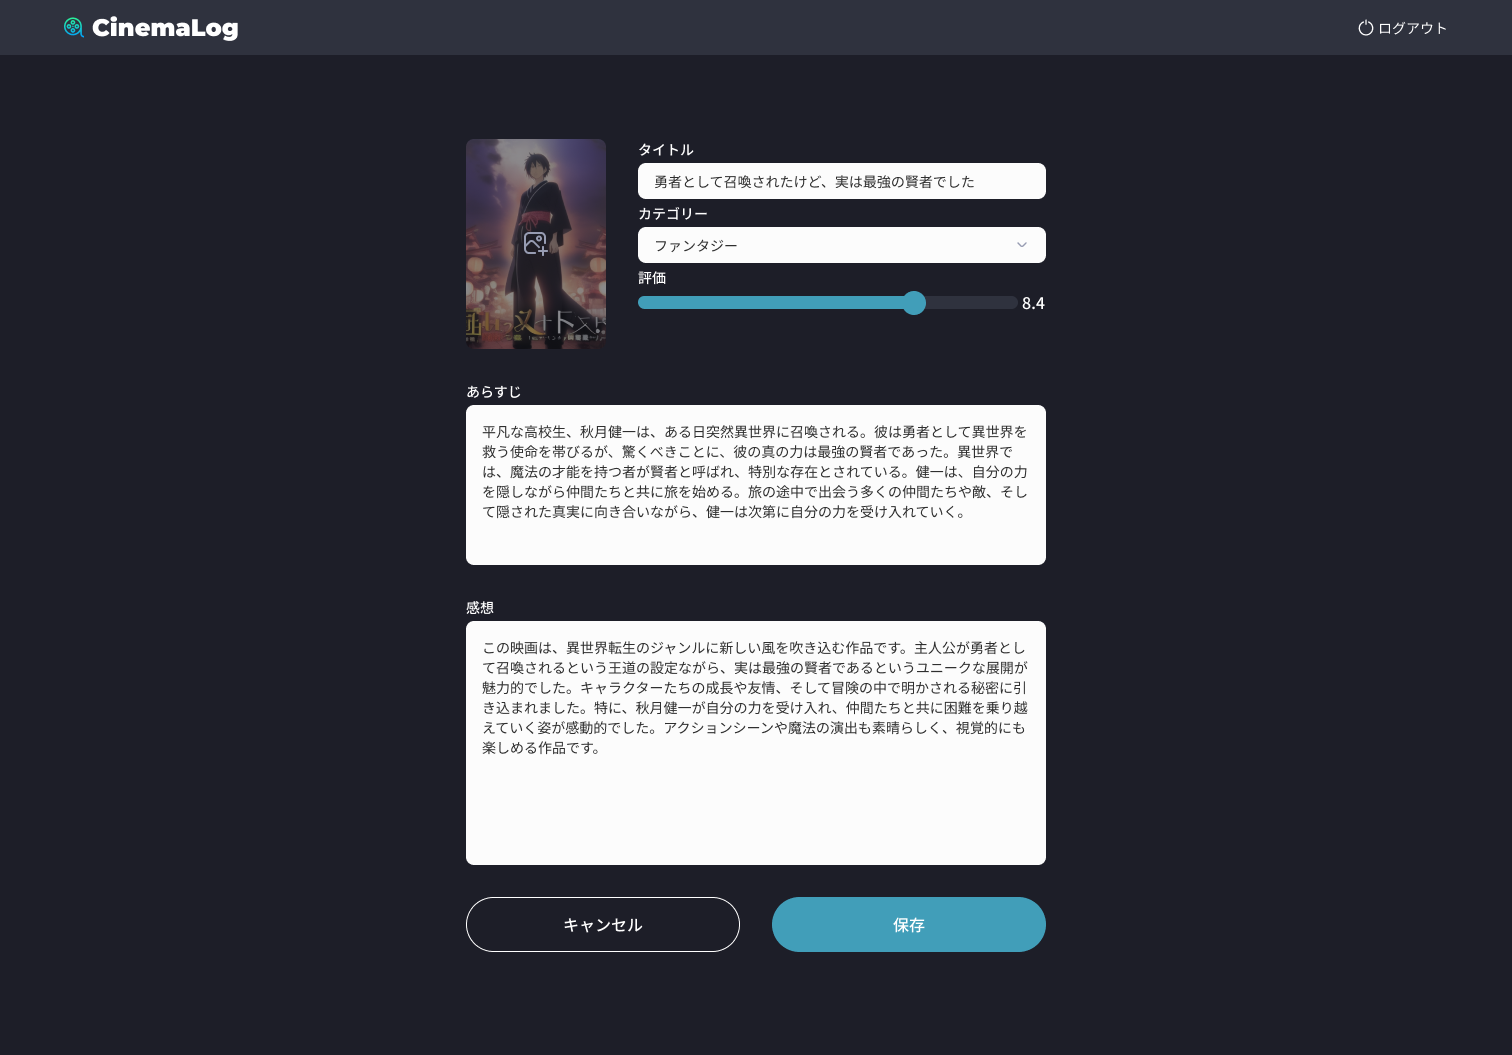 CinemaLog
ログアウト
タイトル
勇者として召喚されたけど、実は最強の賢者でした
カテゴリー
ファンタジー
評価
8.4
あらすじ
平凡な高校生、秋月健一は、ある日突然異世界に召喚される。彼は勇者として異世界を
救う使命を帯びるが、驚くべきことに、彼の真の力は最強の賢者であった。異世界で
は、魔法の才能を持つ者が賢者と呼ばれ、特別な存在とされている。健一は、自分の力
を隠しながら仲間たちと共に旅を始める。旅の途中で出会う多くの仲間たちや敵、そし
て隠された真実に向き合いながら、健一は次第に自分の力を受け入れていく。
感想
この映画は、異世界転生のジャンルに新しい風を吹き込む作品です。主人公が勇者とし
て召喚されるという王道の設定ながら、実は最強の賢者であるというユニークな展開が
魅力的でした。キャラクターたちの成長や友情、そして冒険の中で明かされる秘密に引
き込まれました。特に、秋月健一が自分の力を受け入れ、仲間たちと共に困難を乗り越
えていく姿が感動的でした。アクションシーンや魔法の演出も素晴らしく、視覚的にも
楽しめる作品です。
キャンセル
保存